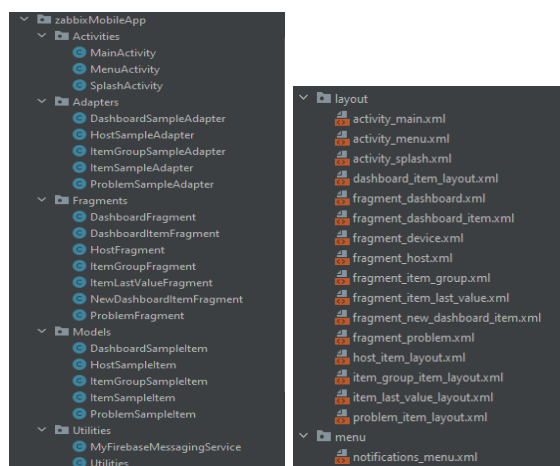 zabbixMobileApp
Activities
MainActivity
MenuActivity
SplashActivity
Adapters
DashboardSampleAdapter
HostSampleAdapter
ItemGroupSampleAdapter
ItemSampleAdapter
ProblemSampleAdapter
Fragments
DashboardFragment
DashboardItemFragment
HostFragment
ItemGroupFragment
ItemLastValueFragment
NewDashboardItemFragment
ProblemFragment
Models
DashboardSampleItem
HostSampleItem
ItemGroupSampleItem
ItemSampleItem
ProblemSampleItem
Utilities
MyFirebaseMessagingService
Utilities
layout
activity_main.xml
activity_menu.xml
activity_splash.xml
dashboard_item_layout.xml
fragment_dashboard.xml
fragment_dashboard_item.xml
fragment_device.xml
fragment_host.xml
fragment_item_group.xml
fragment_item_last_value.xml
fragment_new_dashboard_item.xml
fragment_problem.xml
host_item_layout.xml
item_group_item_layout.xml
item_last_value_layout.xml
problem_item_layout.xml
menu
notifications_menu.xml